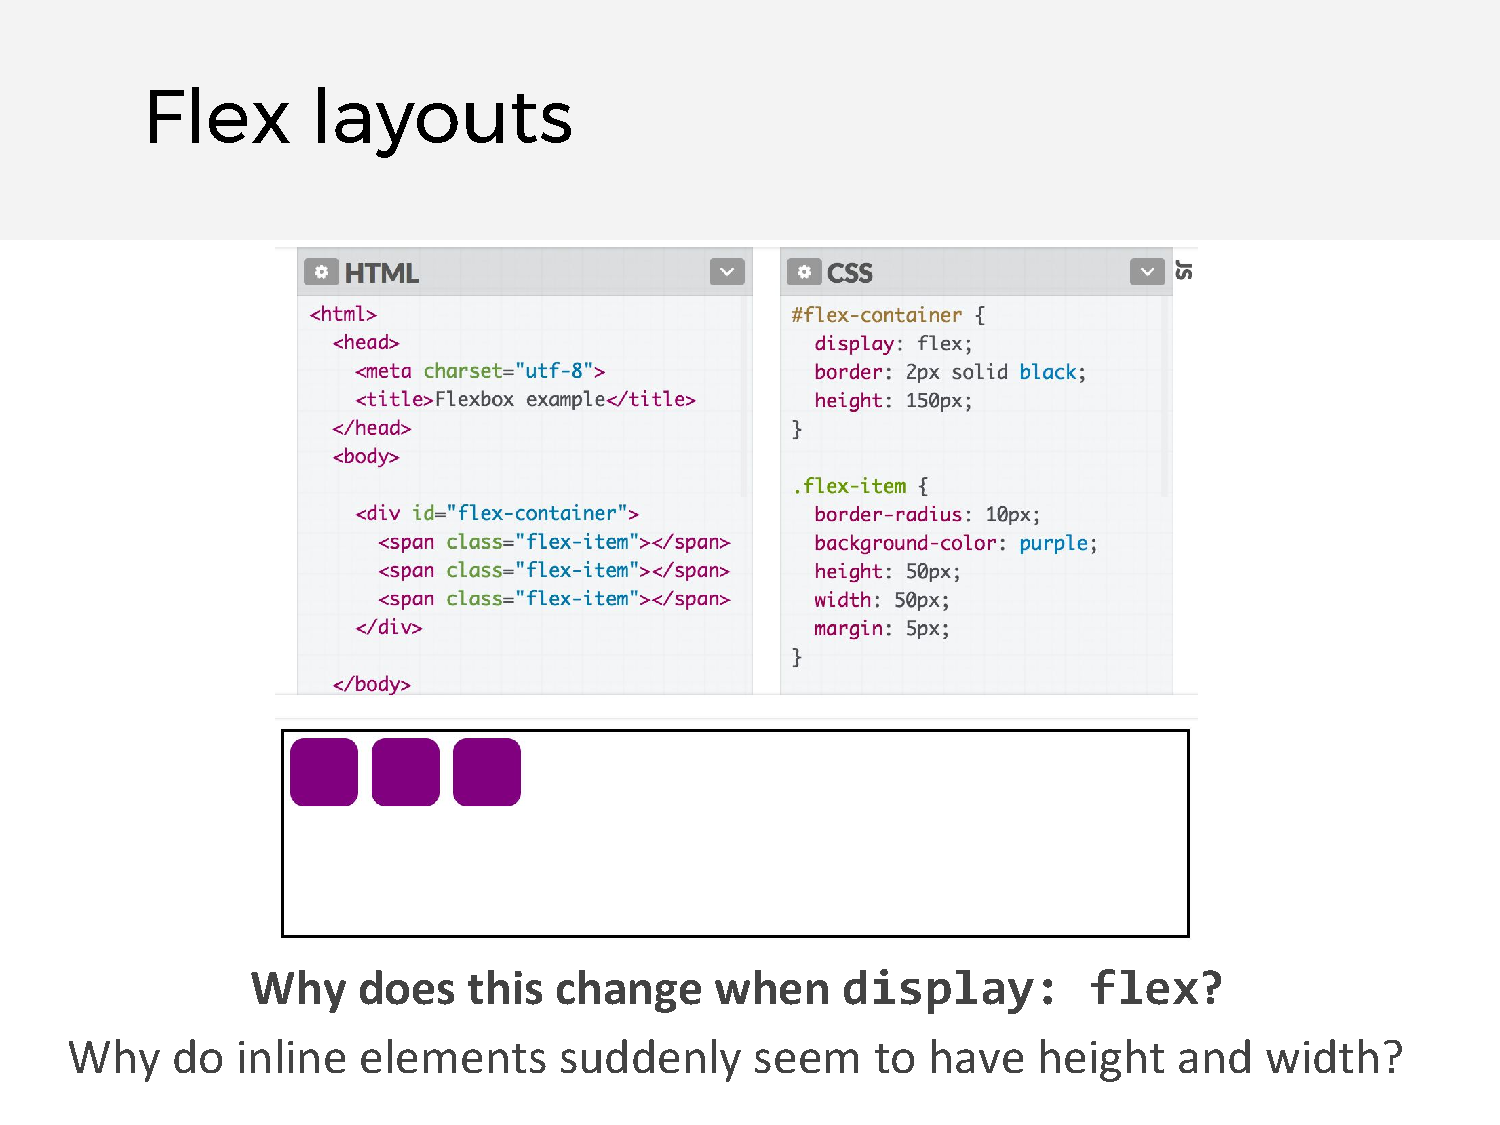 Flex layouts
HTML
<html>
<head>
<meta charset="utf-8">
<title>Flexbox example</title>
</head>
<body>
<div id="flex-container">
<span class="flex-item"></span>
<span class="flex-item"></span>
<span class="flex-item"></span>
</div>
</body>
CSS
#flex-container {
display: flex;
border: 2px solid black;
height: 150px;
}
.flex-item {
border-radius: 10px;
background-color: purple;
height: 50px;
width: 50px;
margin: 5px;
}
JS
Why does this change when display: flex?
Why do inline elements suddenly seem to have height and width?